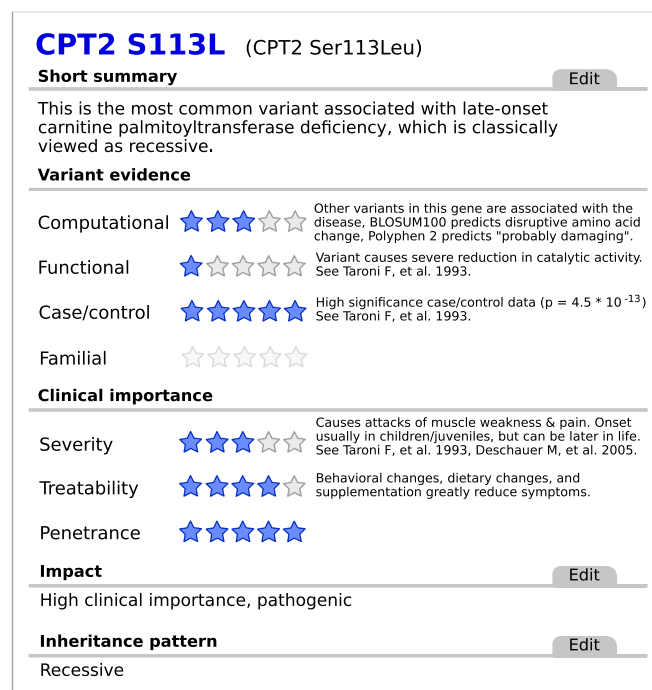 CPT2 S113L (CPT2 Ser113Leu)
Short summary Edit
This is the most common variant associated with late-onset
carnitine palmitoyltransferase deficiency, which is classically
viewed as recessive.
Variant evidence
Computational
Other variants in this gene are associated with the
disease, BLOSUM100 predicts disruptive amino acid
change, Polyphen 2 predicts "probably damaging".
Functional
Variant causes severe reduction in catalytic activity.
See Taroni F, et al. 1993.
Case/control
High significance case/control data (p = 4.5 * 10 -13)
See Taroni F, et al. 1993.
Familial
Clinical importance
Severity
Causes attacks of muscle weakness & pain. Onset
usually in children/juveniles, but can be later in life.
See Taroni F, et al. 1993, Deschauer M, et al. 2005.
Treatability
Behavioral changes, dietary changes, and
supplementation greatly reduce symptoms.
Penetrance
Impact Edit
High clinical importance, pathogenic
Inheritance pattern Edit
Recessive